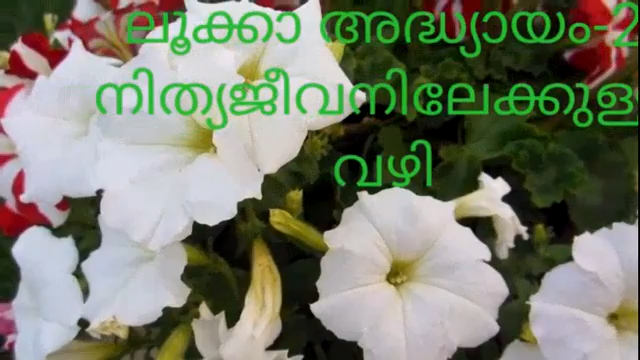 ലൂക്കാ അദ്ധ്യായം-2
നിത്യജീവനിലേക്കുള
വഴി